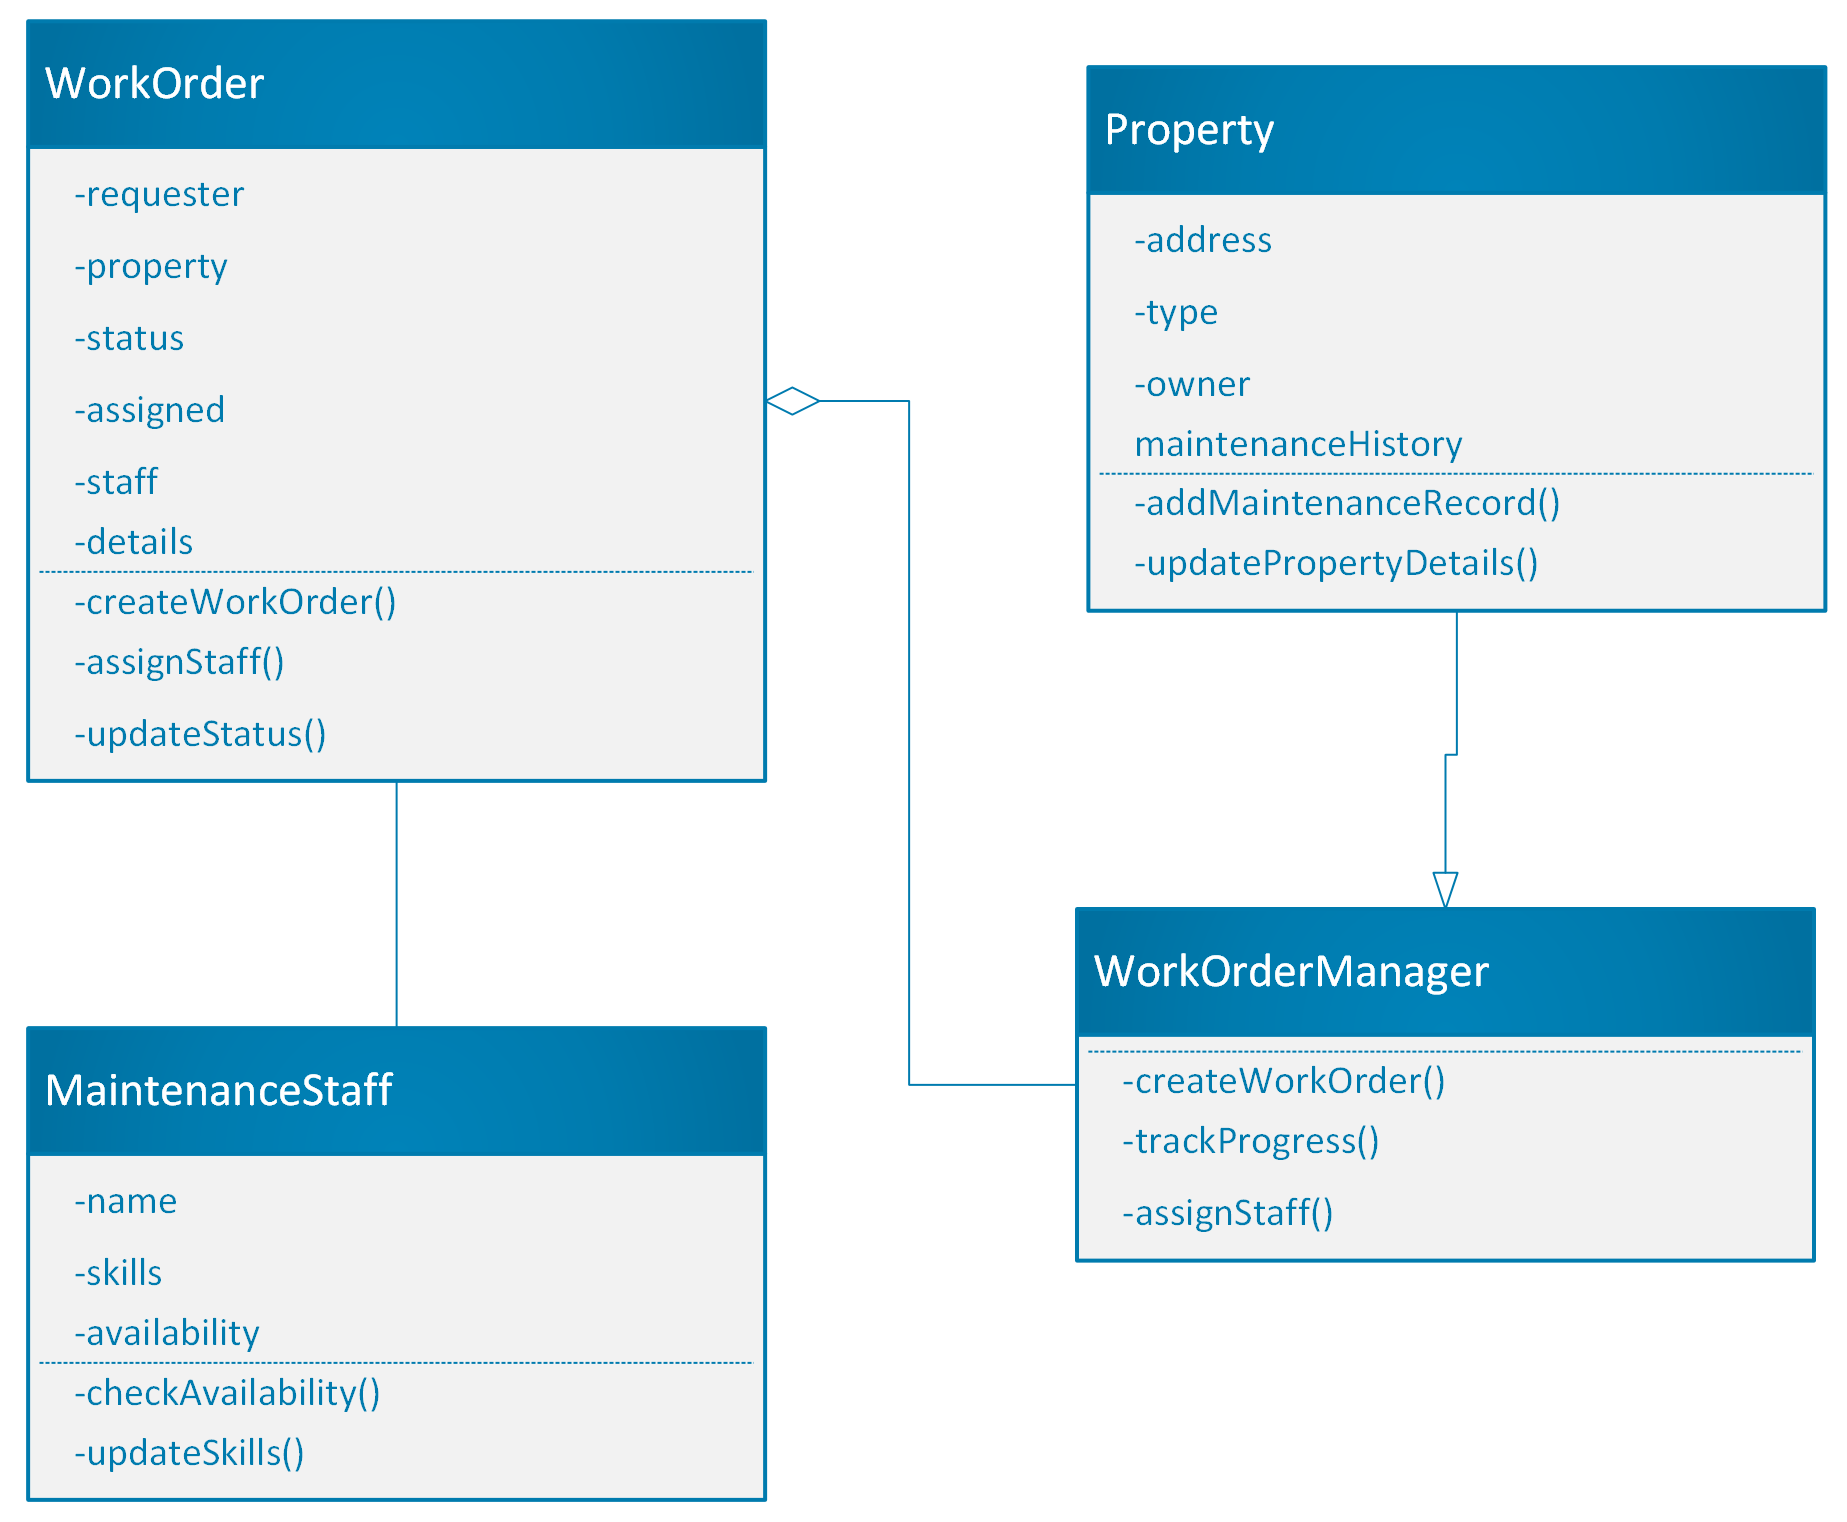 WorkOrder
-requester
-property
-status
-assigned
-staff
-details
-createWorkOrder()
-assignStaff()
-updateStatus()
Property
-address
-type
-owner
maintenanceHistory
-addMaintenanceRecord()
-updatePropertyDetails()
MaintenanceStaff
-name
-skills
-availability
-checkAvailability()
-updateSkills()
WorkOrderManager
-createWorkOrder()
-trackProgress()
-assignStaff()